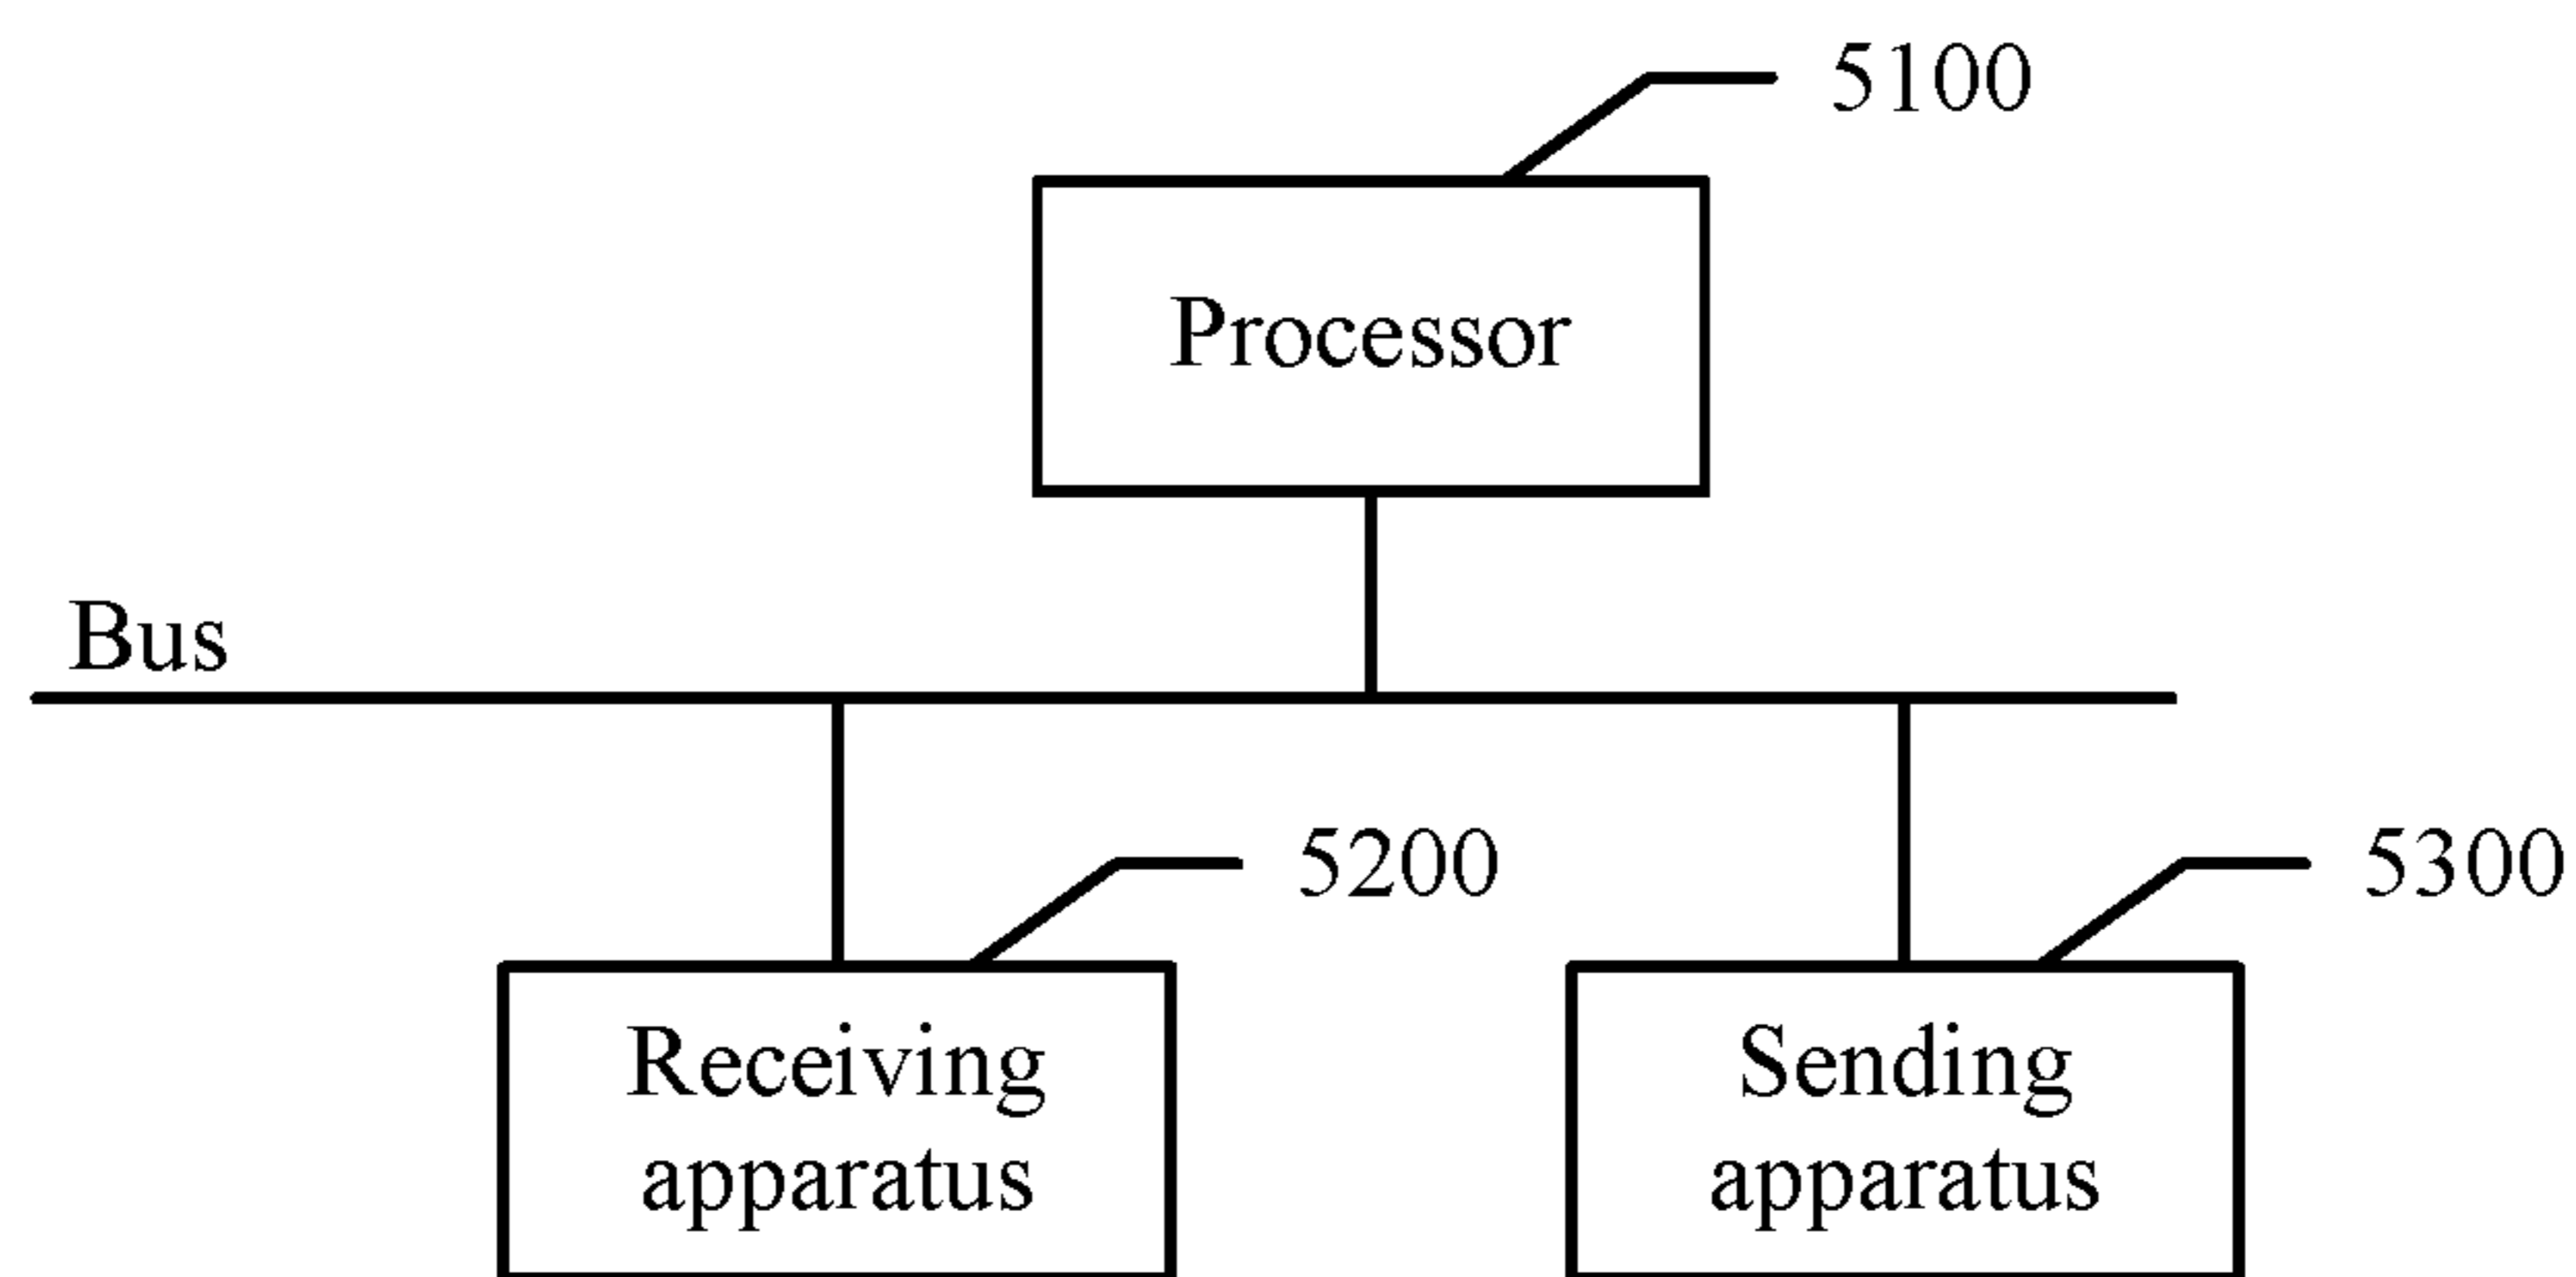 5100
Processor
Bus
5200
5300
Receiving
apparatus
Sending
apparatus